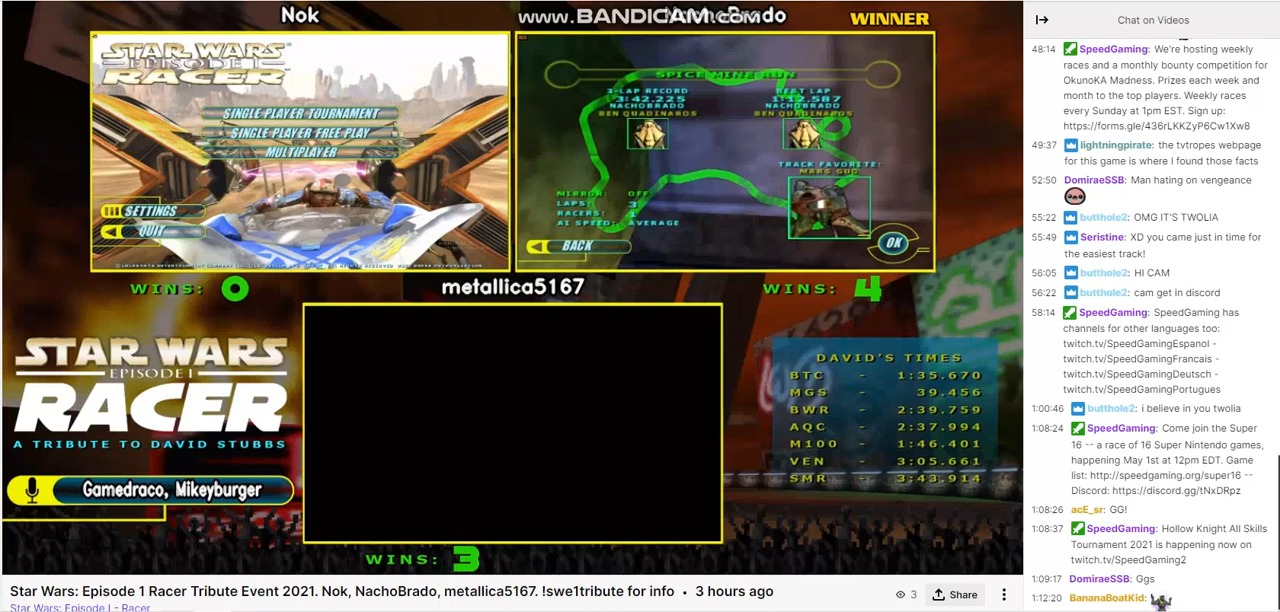 Nok
www.BANDICAM
Brado
WINNER
STAR WARS
EPISODE I
RACER
SINGLE PLAYER TOURNAMENT
SINGLE PLAYER FREE PLAY
MULTIPLAYER
SETTINGS
QUIT
SPICE MINE RUN
3-LAP RECORD
3:42.225
NACHOBRADO
BEN QUADINAROS
BEST LAP
1:12.587
NACHOBRADO
BEN QUADINAROS
TRACK FAVORITE:
MARS GUO
MIRROR: OFF
LAPS: 3
RACERS: 1
AI SPEED: AVERAGE
BACK
OK
WINS: 0
metallica5167
WINS: 4
STAR WARS
EPISODE I
RACER
A TRIBUTE TO DAVID STUBBS
Gamedraco, Mikeyburger
WINS: 3
DAVID'S TIMES
BTC - 1:35.670
MGS - 39.456
BWR - 2:39.759
AQC - 2:37.994
M100 - 1:46.401
VEN - 3:05.661
SMR - 3:43.914
Star Wars: Episode 1 Racer Tribute Event 2021. Nok, NachoBrado, metallica5167. !swe1tribute for info • 3 hours ago
3
Share
Star Wars: Episode I - Racer
Chat on Videos
48:14 SpeedGaming: We're hosting weekly
races and a monthly bounty competition for
OkunoKA Madness. Prizes each week and
month to the top players. Weekly races
every Sunday at 1pm EST. Sign up:
https://forms.gle/436rLKKZyP6Cw1Xw8
49:37 lightningpirate: the tvtropes webpage
for this game is where I found those facts
52:50 DomiraeSSB: Man hating on vengeance
55:22 butthole2: OMG IT'S TWOLIA
55:49 Seristine: XD you came just in time for
the easiest track!
56:05 butthole2: HI CAM
56:22 butthole2: cam get in discord
58:14 SpeedGaming: SpeedGaming has
channels for other languages too:
twitch.tv/SpeedGamingEspanol -
twitch.tv/SpeedGamingFrancais -
twitch.tv/SpeedGamingDeutsch -
twitch.tv/SpeedGamingPortugues
1:00:46 butthole2: i believe in you twolia
1:08:24 SpeedGaming: Come join the Super
16 -- a race of 16 Super Nintendo games,
happening May 1st at 12pm EDT. Game
list: http://speedgaming.org/super16 --
Discord: https://discord.gg/tNxDRpz
1:08:26 acE_sr: GG!
1:08:37 SpeedGaming: Hollow Knight All Skills
Tournament 2021 is happening now on
twitch.tv/SpeedGaming2
1:09:17 DomiraeSSB: Ggs
1:12:20 BananaBoatKid: